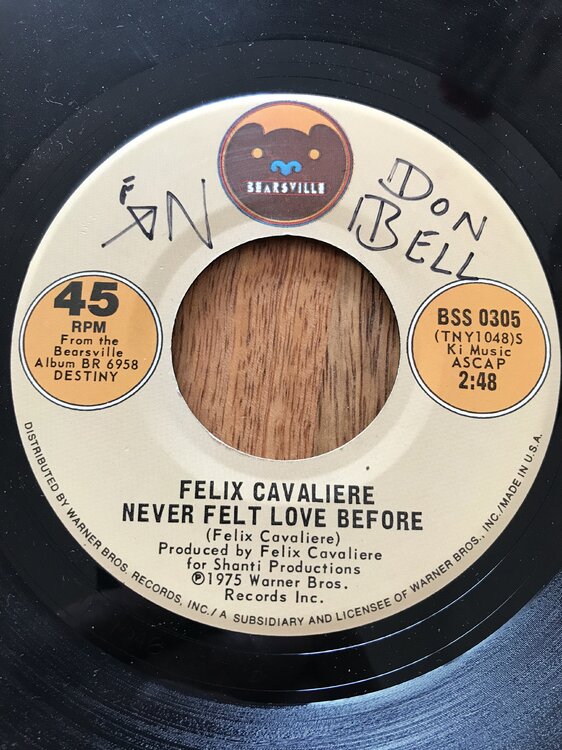 BEARSVILLE
DON
BELL
45
RPM
From the
Bearsville
Album BR 6958
DESTINY
BSS 0305
(TNY1048)S
Ki Music
ASCAP
2:48
FELIX CAVALIERE
NEVER FELT LOVE BEFORE
(Felix Cavaliere)
Produced by Felix Cavaliere
for Shanti Productions
℗1975 Warner Bros.
Records Inc.
DISTRIBUTED BY WARNER BROS. RECORDS, INC./A SUBSIDIARY AND LICENSEE OF WARNER BROS., INC./MADE IN U.S.A.